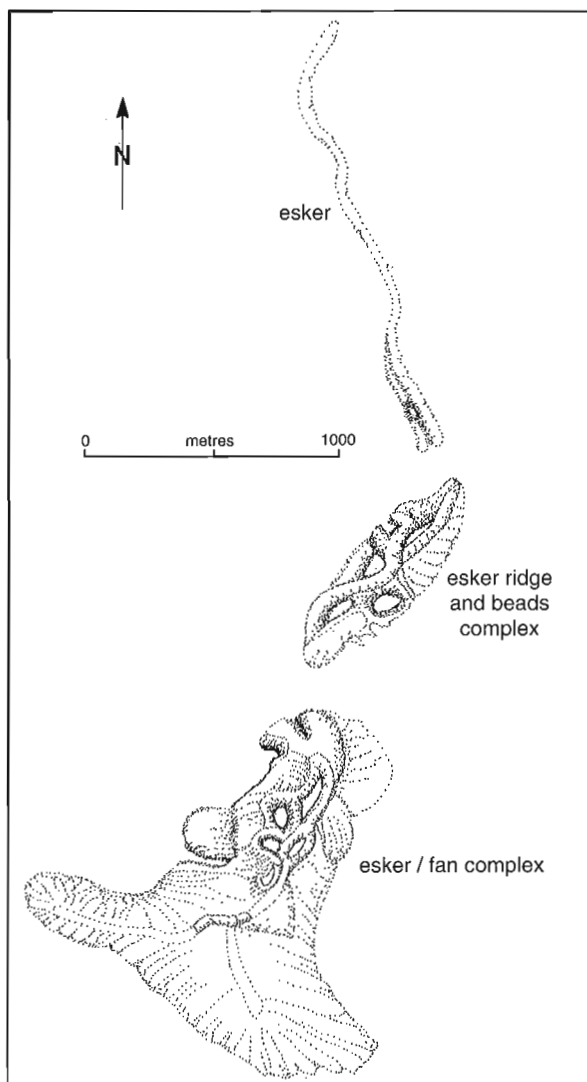 N
esker
0 metres 1000
esker ridge
and beads
complex
esker / fan complex